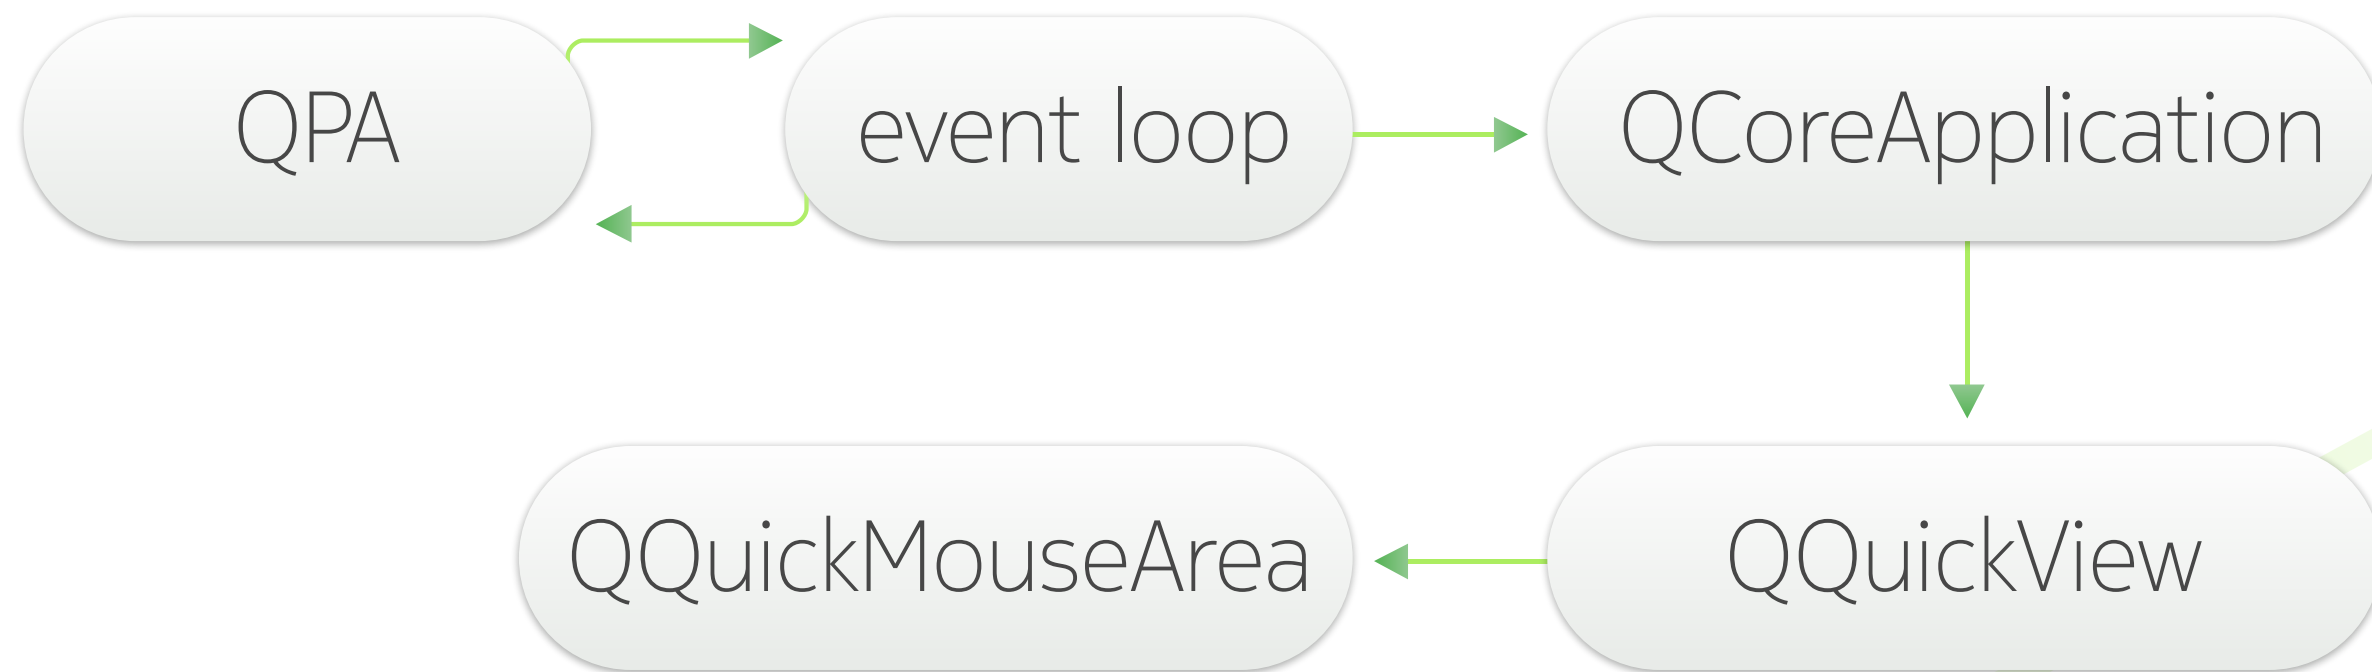 QPA
event loop
QCoreApplication
QQuickMouseArea
QQuickView